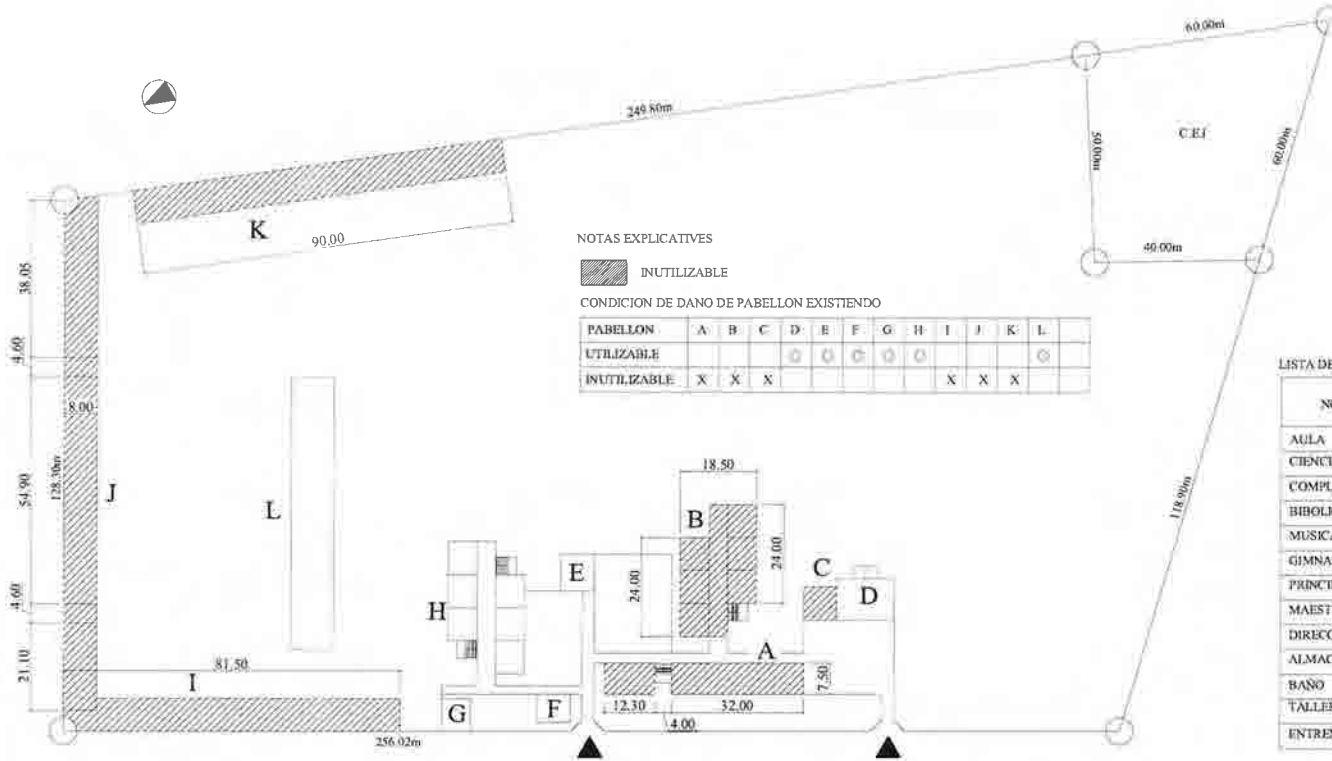 60.00m
249.80m
50.00m
C.E.I
60.00m
K
90.00
NOTAS EXPLICATIVES
40.00m
38.05
INUTILIZABLE
CONDICION DE DANO DE PABELLON EXISTIENDO
PABELLON A B C D E F G H I J K L
UTILIZABLE ○ ○ ○ ○ ○ ○
INUTILIZABLE X X X X X X
4.60
8.00
LISTA DE
AULA
128.30m
54.90
J
L
18.50
B
24.00
24.00
118.90m
MUSICA
E
C
D
H
4.60
A
21.10
81.50
I
7.50
BAÑO
G
F
12.30
32.00
4.00
256.02m